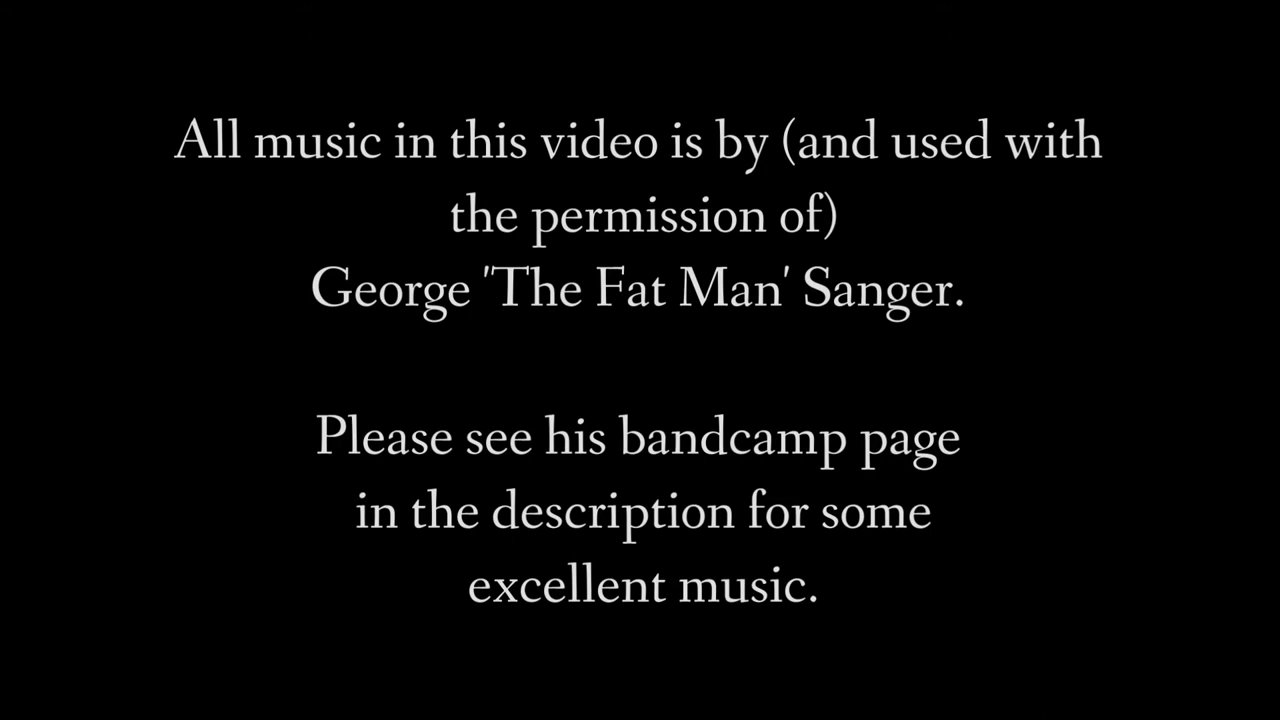 All music in this video is by (and used with
the permission of)
George 'The Fat Man' Sanger.
Please see his bandcamp page
in the description for some
excellent music.